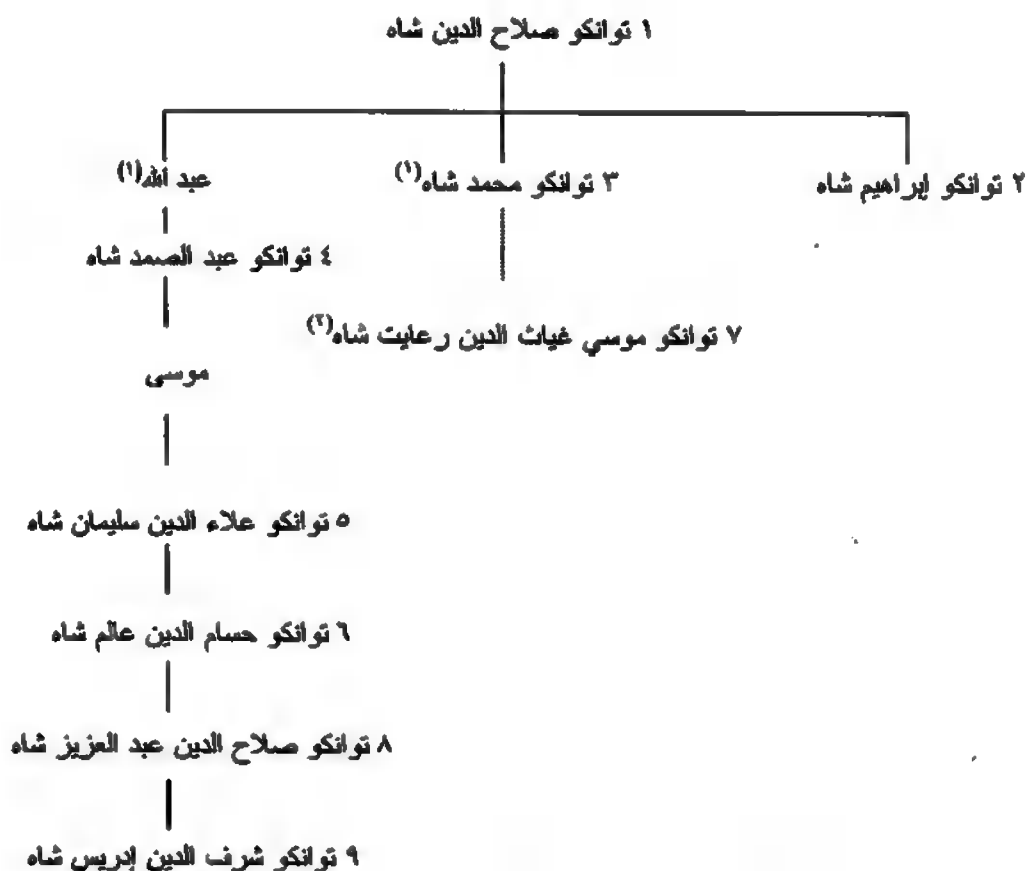 ١ توانكو صلاح الدين شاه
٢ توانكو إبراهيم شاه
٣ توانكو محمد شاه(١)
عبد الله(١)
٤ توانكو عبد الصمد شاه
٧ توانكو موسي غياث الدين رعايت شاه(٢)
موسى
٥ توانكو علاء الدين سليمان شاه
٦ توانكو حسام الدين عالم شاه
٨ توانكو صلاح الدين عبد العزيز شاه
٩ توانكو شرف الدين إدريس شاه